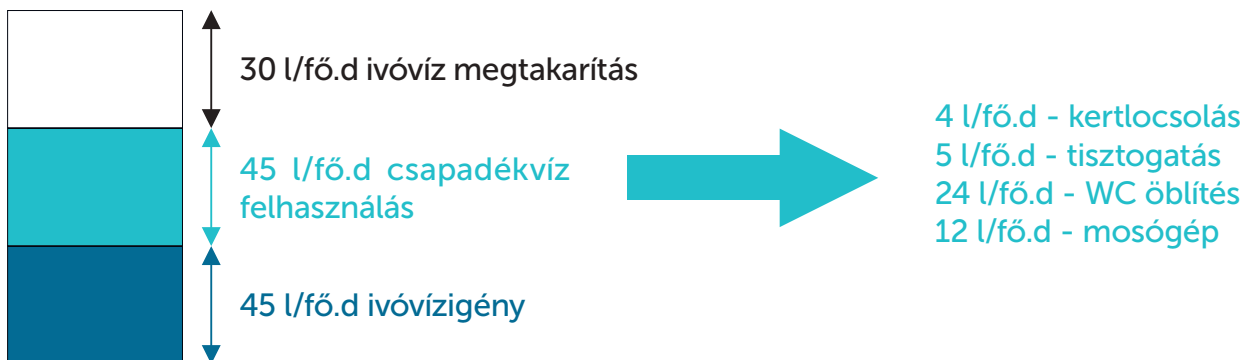 30 l/fő.d ivóvíz megtakarítás
45 l/fő.d csapadékvíz
felhasználás
45 l/fő.d ivóvízigény
4 l/fő.d - kertlocsolás
5 l/fő.d - tisztogatás
24 l/fő.d - WC öblítés
12 l/fő.d - mosógép